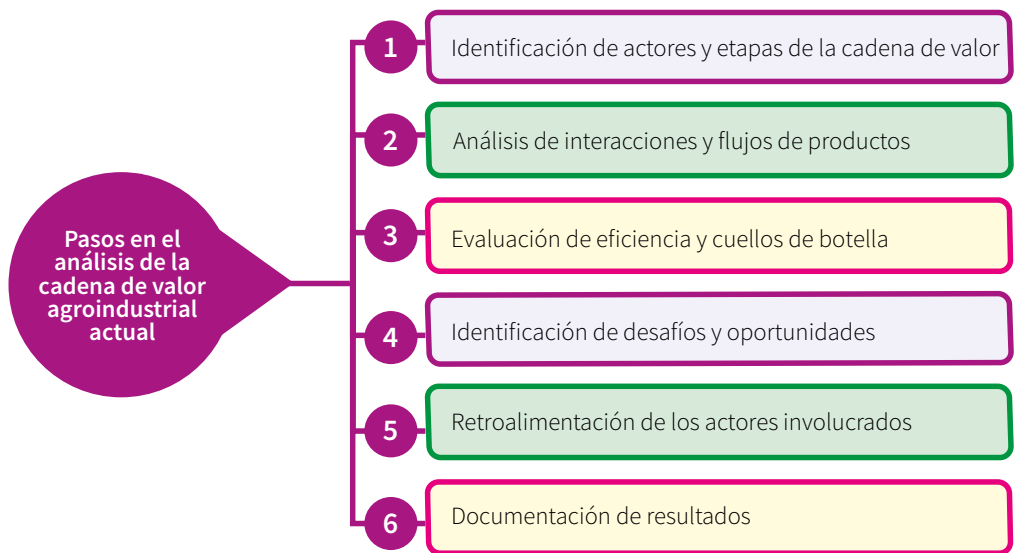 Pasos en el
análisis de la
cadena de valor
agroindustrial
actual
1
Identificación de actores y etapas de la cadena de valor
2
Análisis de interacciones y flujos de productos
3
Evaluación de eficiencia y cuellos de botella
4
Identificación de desafíos y oportunidades
5
Retroalimentación de los actores involucrados
6
Documentación de resultados